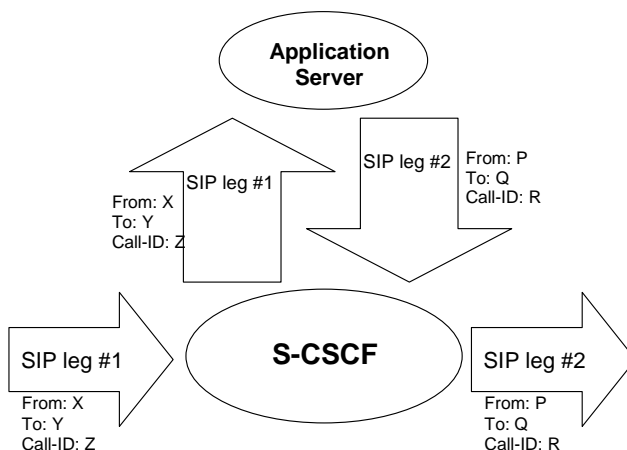 Application
Server
SIP leg #1
From: X
To: Y
Call-ID: Z
SIP leg #2
From: P
To: Q
Call-ID: R
SIP leg #1
From: X
To: Y
Call-ID: Z
S-CSCF
SIP leg #2
From: P
To: Q
Call-ID: R